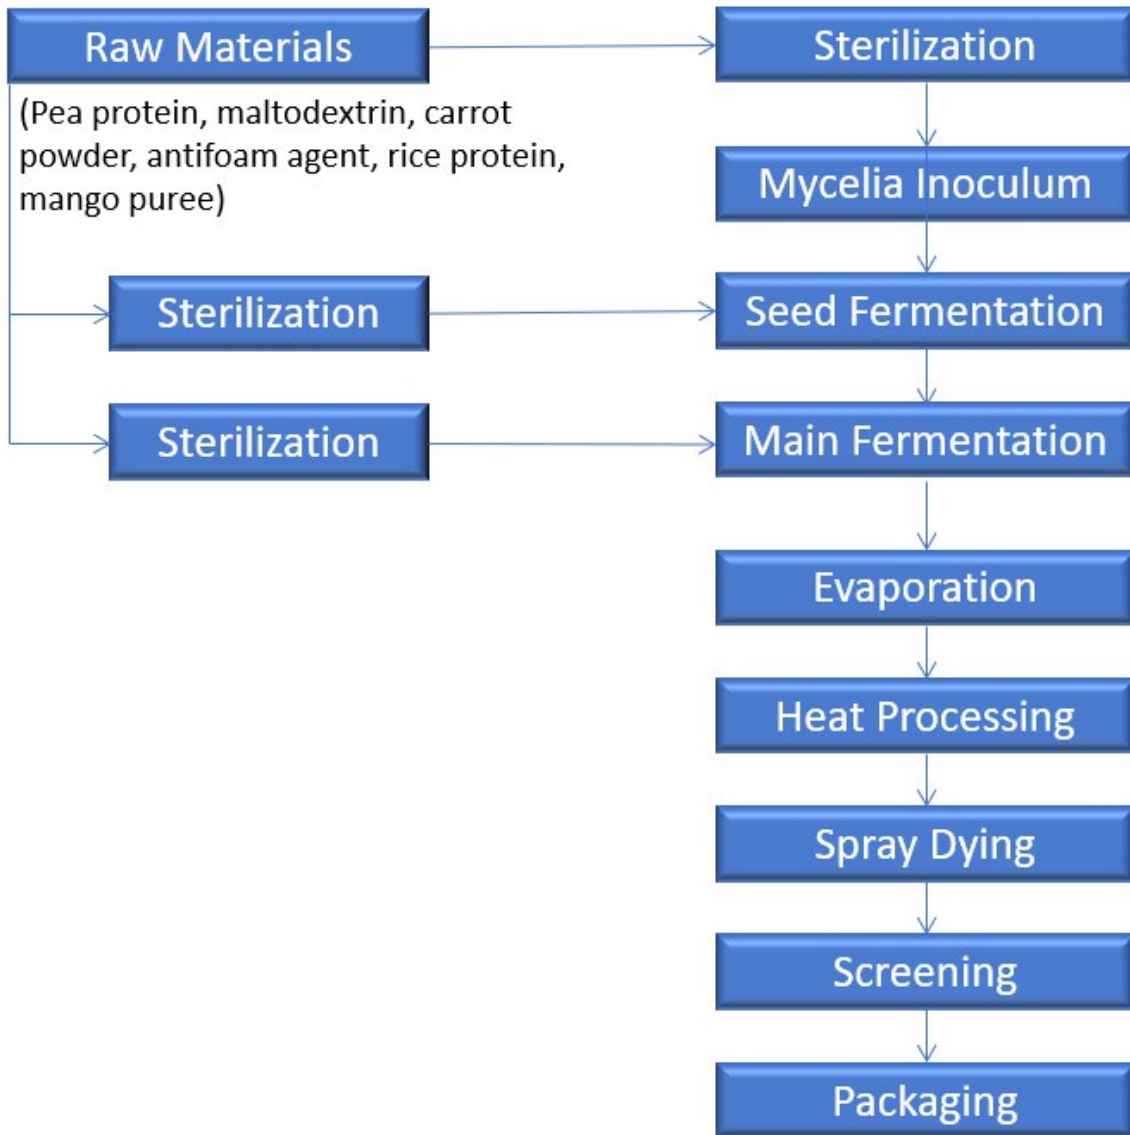 Raw Materials
Sterilization
(Pea protein, maltodextrin, carrot
powder, antifoam agent, rice protein,
mango puree)
Mycelia Inoculum
Sterilization
Seed Fermentation
Sterilization
Main Fermentation
Evaporation
Heat Processing
Spray Dying
Screening
Packaging